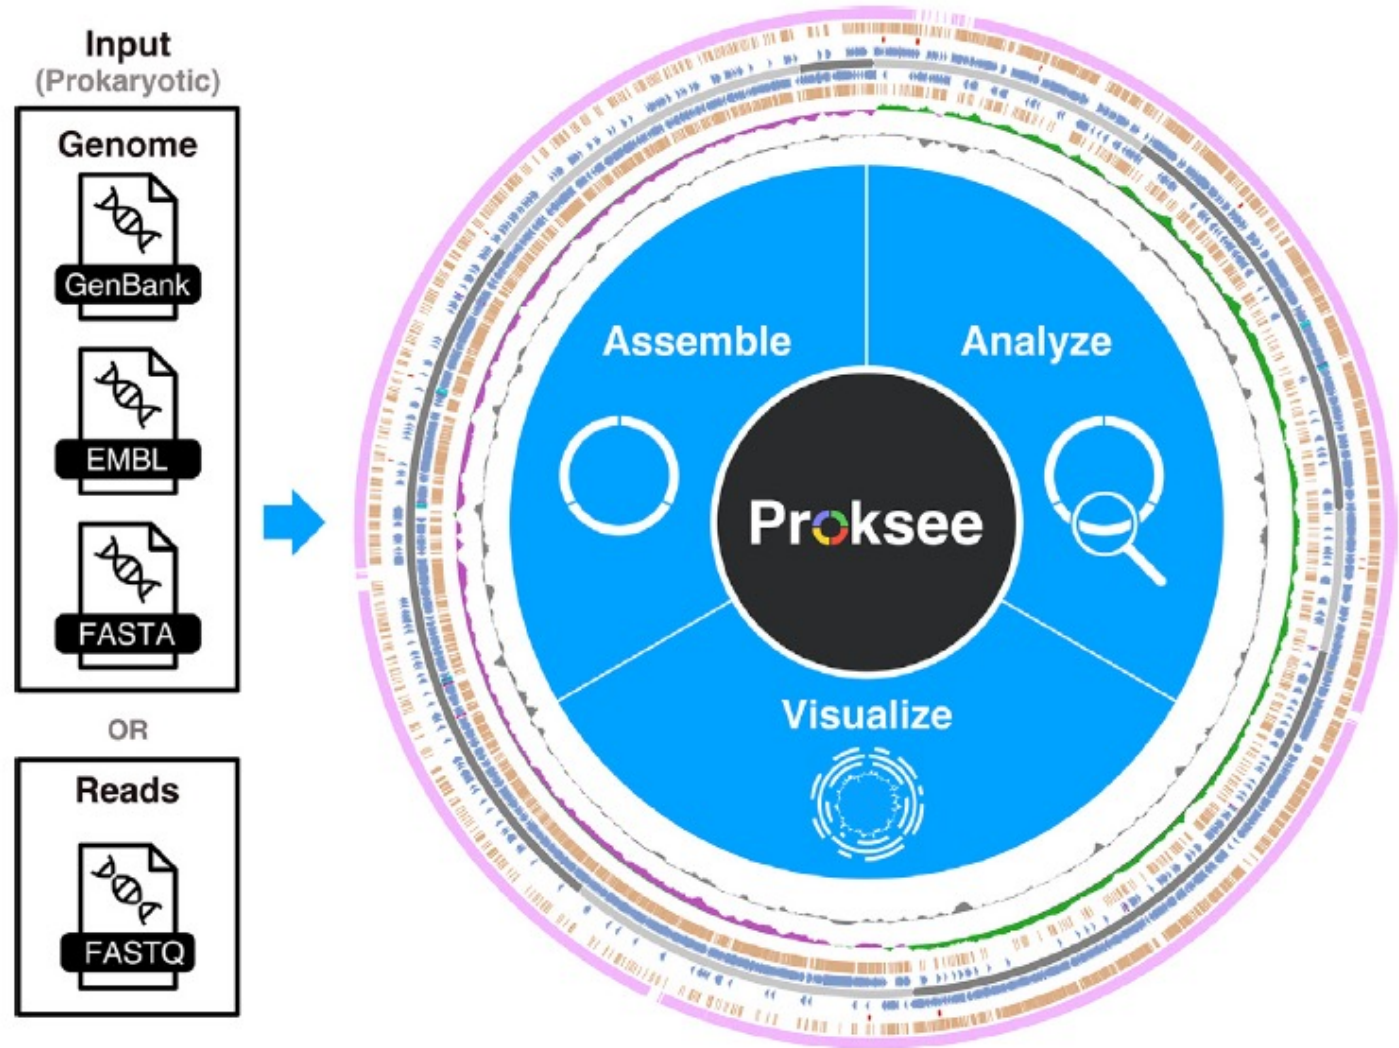 Input
(Prokaryotic)
Genome
GenBank
EMBL
FASTA
OR
Reads
FASTQ
Assemble
Analyze
Proksee
Visualize